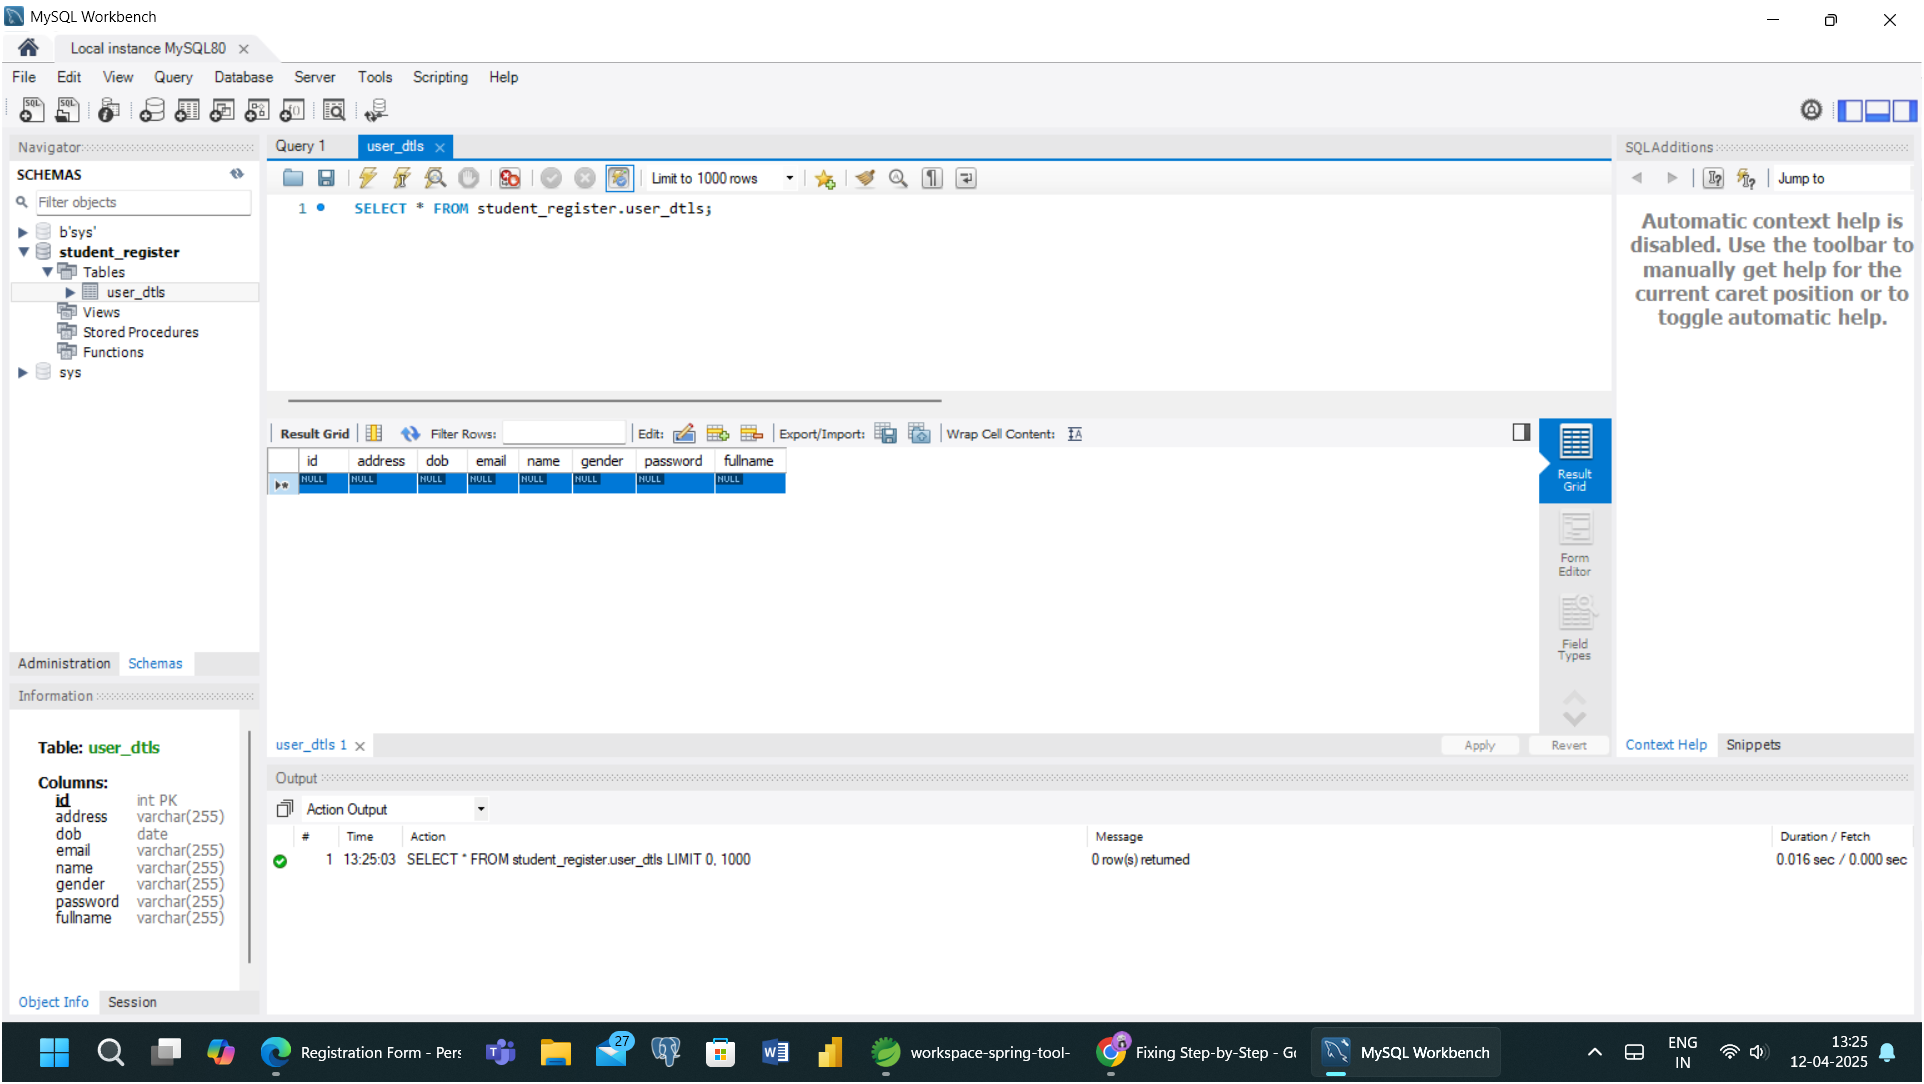 MySQL Workbench
Local instance MySQL80
File Edit View Query Database Server Tools Scripting Help
Navigator
SCHEMAS
Filter objects
b'sys'
student_register
Tables
user_dtls
Views
Stored Procedures
Functions
sys
Administration Schemas
Information
Table: user_dtls
Columns:
id int PK
address varchar(255)
dob date
email varchar(255)
name varchar(255)
gender varchar(255)
password varchar(255)
fullname varchar(255)
Object Info Session
Query 1 user_dtls
Limit to 1000 rows
1 SELECT * FROM student_register.user_dtls;
Result Grid Filter Rows: Edit: Export/Import: Wrap Cell Content:
id address dob email name gender password fullname
NULL NULL NULL NULL NULL NULL NULL NULL
Result
Grid
Form
Editor
Field
Types
user_dtls 1
Apply Revert
Output
Action Output
# Time Action Message Duration / Fetch
1 13:25:03 SELECT * FROM student_register.user_dtls LIMIT 0, 1000 0 row(s) returned 0.016 sec / 0.000 sec
SQLAdditions
Jump to
Automatic context help is
disabled. Use the toolbar to
manually get help for the
current caret position or to
toggle automatic help.
Context Help Snippets
Registration Form - Pers
27
workspace-spring-tool-
Fixing Step-by-Step - Go
MySQL Workbench
ENG
IN
13:25
12-04-2025